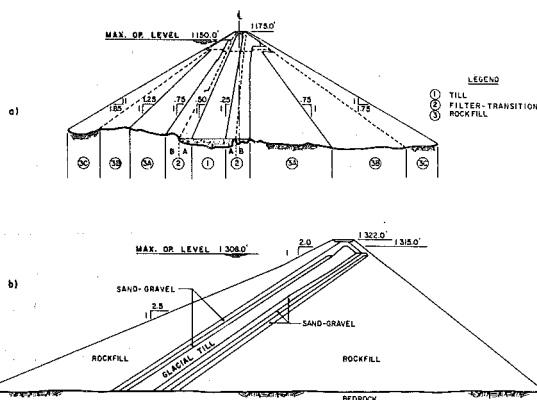 ℄
MAX. OP. LEVEL 1150.0'
1175.0'
LEGEND
① TILL
② FILTER-TRANSITION
③ ROCKFILL
a)
1.85 1
1.25 1
.75 1
.50 1
.25 1
.75 1
1.75 1
B A A B
3C 3B 3A 2 1 2 3A 3B 3C
b)
MAX. OP. LEVEL 1308.0'
1 2.0
1322.0'
1315.0'
SAND-GRAVEL
2.5
1
SAND-GRAVEL
GLACIAL TILL
ROCKFILL
ROCKFILL
BEDROCK